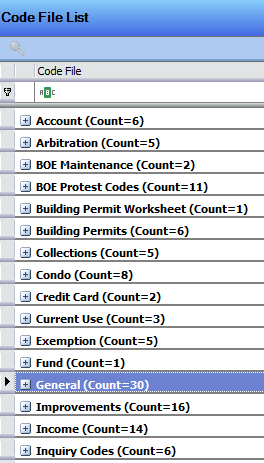 Code File List
Code File
ABC
Account (Count=6)
Arbitration (Count=5)
BOE Maintenance (Count=2)
BOE Protest Codes (Count=11)
Building Permit Worksheet (Count=1)
Building Permits (Count=6)
Collections (Count=5)
Condo (Count=8)
Credit Card (Count=2)
Current Use (Count=3)
Exemption (Count=5)
Fund (Count=1)
General (Count=30)
Improvements (Count=16)
Income (Count=14)
Inquiry Codes (Count=6)